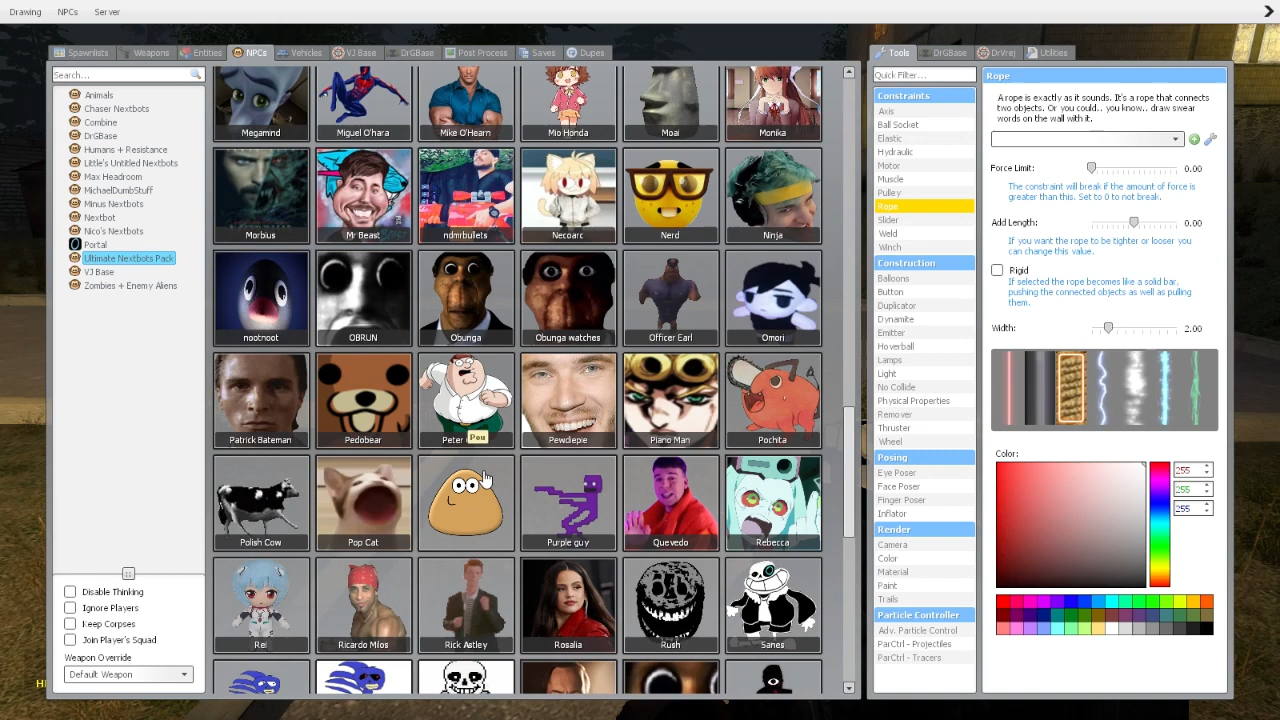 Drawing NPCs Server
Spawnlists Weapons Entities NPCs Vehicles VJ Base DrGBase Post Process Saves Dupes
Search...
Animals
Chaser Nextbots
Combine
DrGBase
Humans + Resistance
Little's Untitled Nextbots
Max Headroom
MichaelDumbStuff
Minus Nextbots
Nextbot
Nico's Nextbots
Portal
Ultimate Nextbots Pack
VJ Base
Zombies + Enemy Aliens
Disable Thinking
Ignore Players
Keep Corpses
Join Player's Squad
Weapon Override
Default Weapon
Megamind Miguel O'hara Mike O'Hearn Mio Honda Moai Monika
Morbius Mr Beast ndmrbullets Necoarc Nerd Ninja
nootnoot OBRUN Obunga Obunga watches Officer Earl Omori
Patrick Bateman Pedobear Peter Pewdiepie Piano Man Pochita
Pou
Polish Cow Pop Cat Purple guy Quevedo Rebecca
Rei Ricardo Milos Rick Astley Rosalia Rush Sanes
Tools DrGBase DrVrej Utilities
Quick Filter...
Constraints
Axis
Ball Socket
Elastic
Hydraulic
Motor
Muscle
Pulley
Rope
Slider
Weld
Winch
Construction
Balloons
Button
Duplicator
Dynamite
Emitter
Hoverball
Lamps
Light
No Collide
Physical Properties
Remover
Thruster
Wheel
Posing
Eye Poser
Face Poser
Finger Poser
Inflator
Render
Camera
Color
Material
Paint
Trails
Particle Controller
Adv. Particle Control
ParCtrl - Projectiles
ParCtrl - Tracers
Rope
A rope is exactly as it sounds. It's a rope that connects
two objects. Or you could.. you know.. draw swear
words on the wall with it.
Force Limit: 0.00
The constraint will break if the amount of force is
greater than this. Set to 0 to not break.
Add Length: 0.00
If you want the rope to be tighter or looser you
can change this value.
Rigid
If selected the rope becomes like a solid bar,
pushing the connected objects as well as pulling
them.
Width: 2.00
Color:
255
255
255